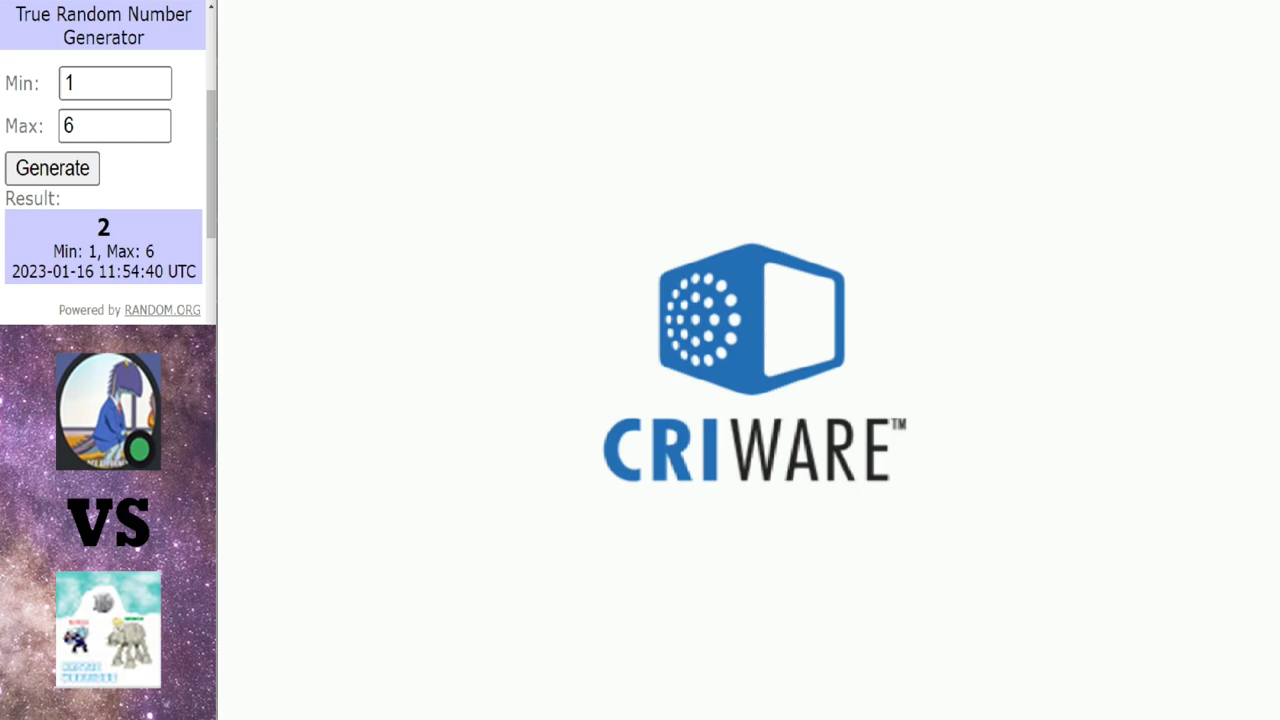 True Random Number
Generator
Min: 1
Max: 6
Generate
Result:
2
Min: 1, Max: 6
2023-01-16 11:54:40 UTC
Powered by RANDOM.ORG
VS
CRIWARE™